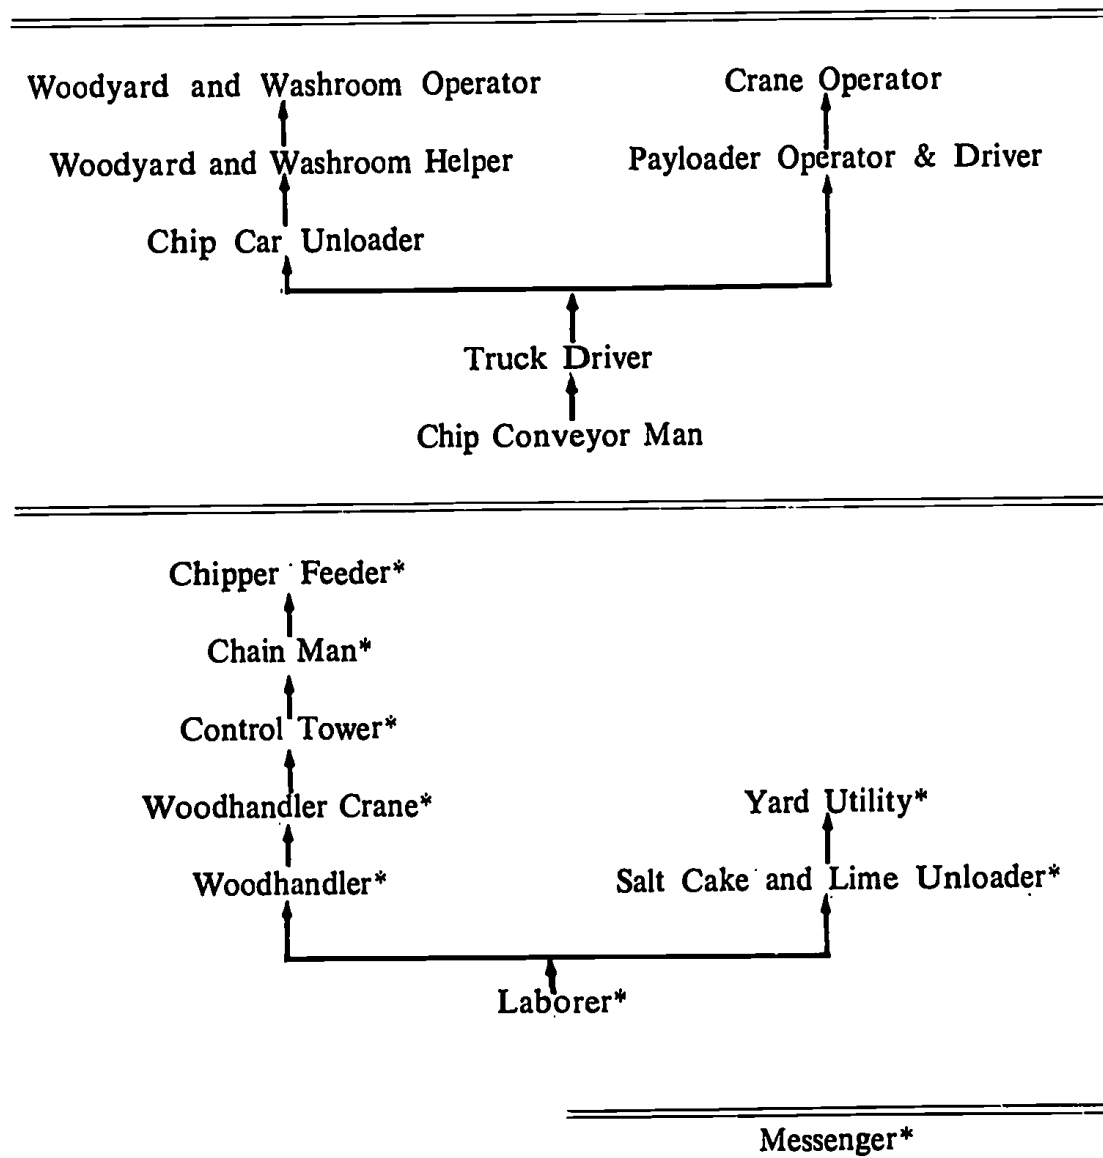 Woodyard and Washroom Operator
Crane Operator
Woodyard and Washroom Helper
Payloader Operator & Driver
Chip Car Unloader
Truck Driver
Chip Conveyor Man
Chipper Feeder*
Chain Man*
Control Tower*
Woodhandler Crane*
Yard Utility*
Woodhandler*
Salt Cake and Lime Unloader*
Laborer*
Messenger*